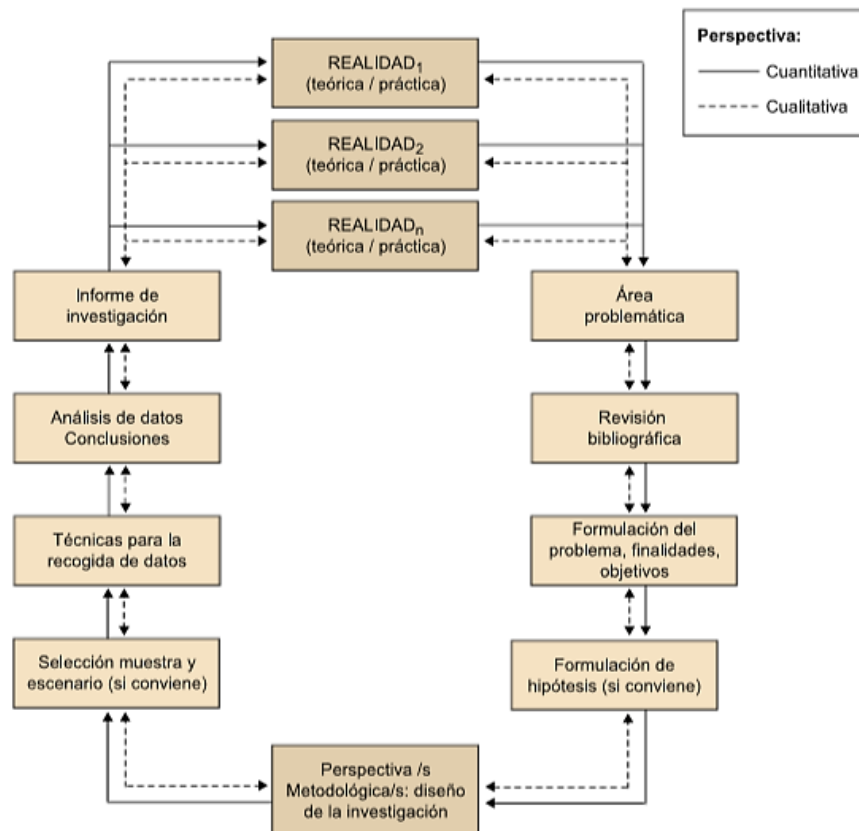 Perspectiva:
Cuantitativa
Cualitativa
REALIDAD1
(teórica / práctica)
REALIDAD2
(teórica / práctica)
REALIDADn
(teórica / práctica)
Informe de
investigación
Área
problemática
Análisis de datos
Conclusiones
Revisión
bibliográfica
Técnicas para la
recogida de datos
Formulación del
problema, finalidades,
objetivos
Selección muestra y
escenario (si conviene)
Formulación de
hipótesis (si conviene)
Perspectiva /s
Metodológica/s: diseño
de la investigación